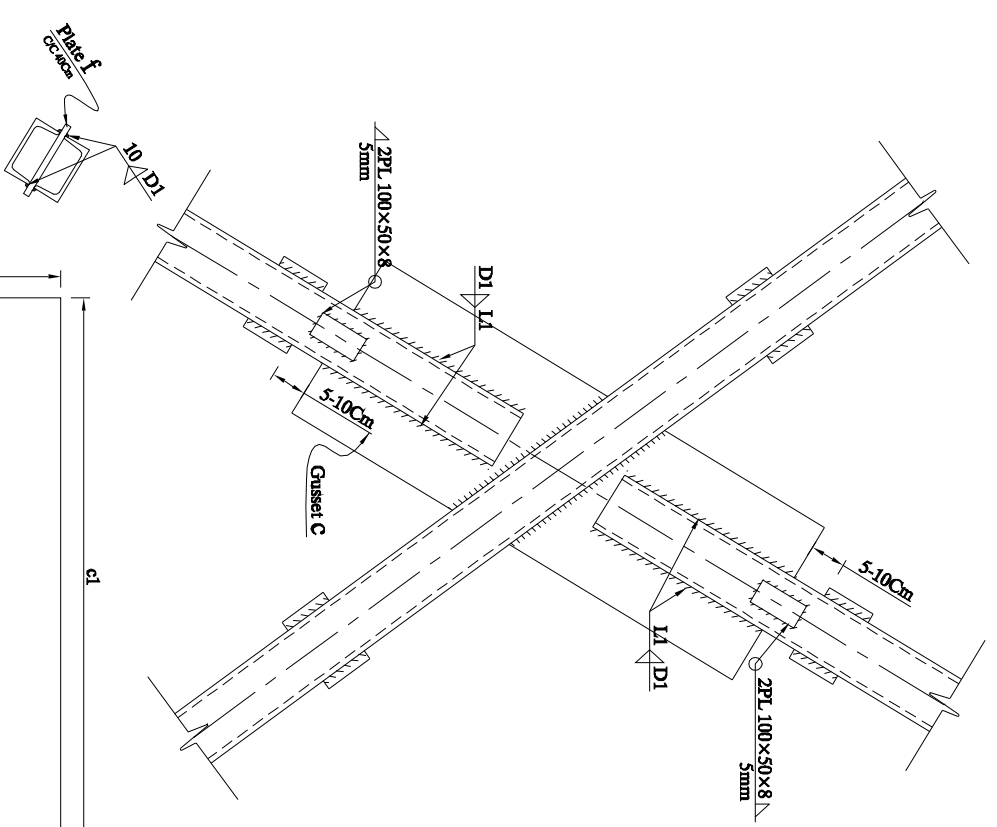 Plate f
C/C 40Cm
10
D1
2PL 100×50×8
5mm
D1
L1
5-10Cm
Gusset C
5-10Cm
L1
D1
2PL 100×50×8
5mm
c1